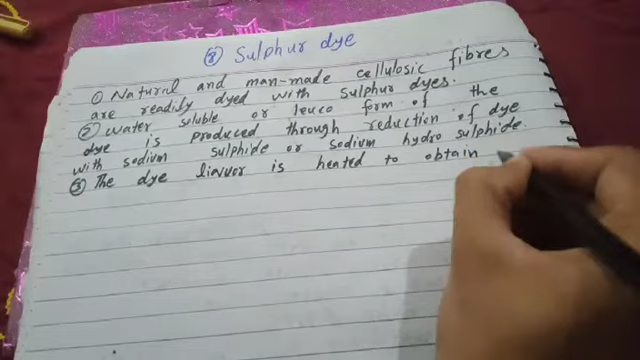 ⑧ Sulphur dye
① Natural and man-made cellulosic fibres
are readily dyed with sulphur dyes.
② Water soluble or leuco form of the
dye is produced through reduction of dye
with sodium sulphide or sodium hydro sulphide.
③ The dye liquor is heated to obtain